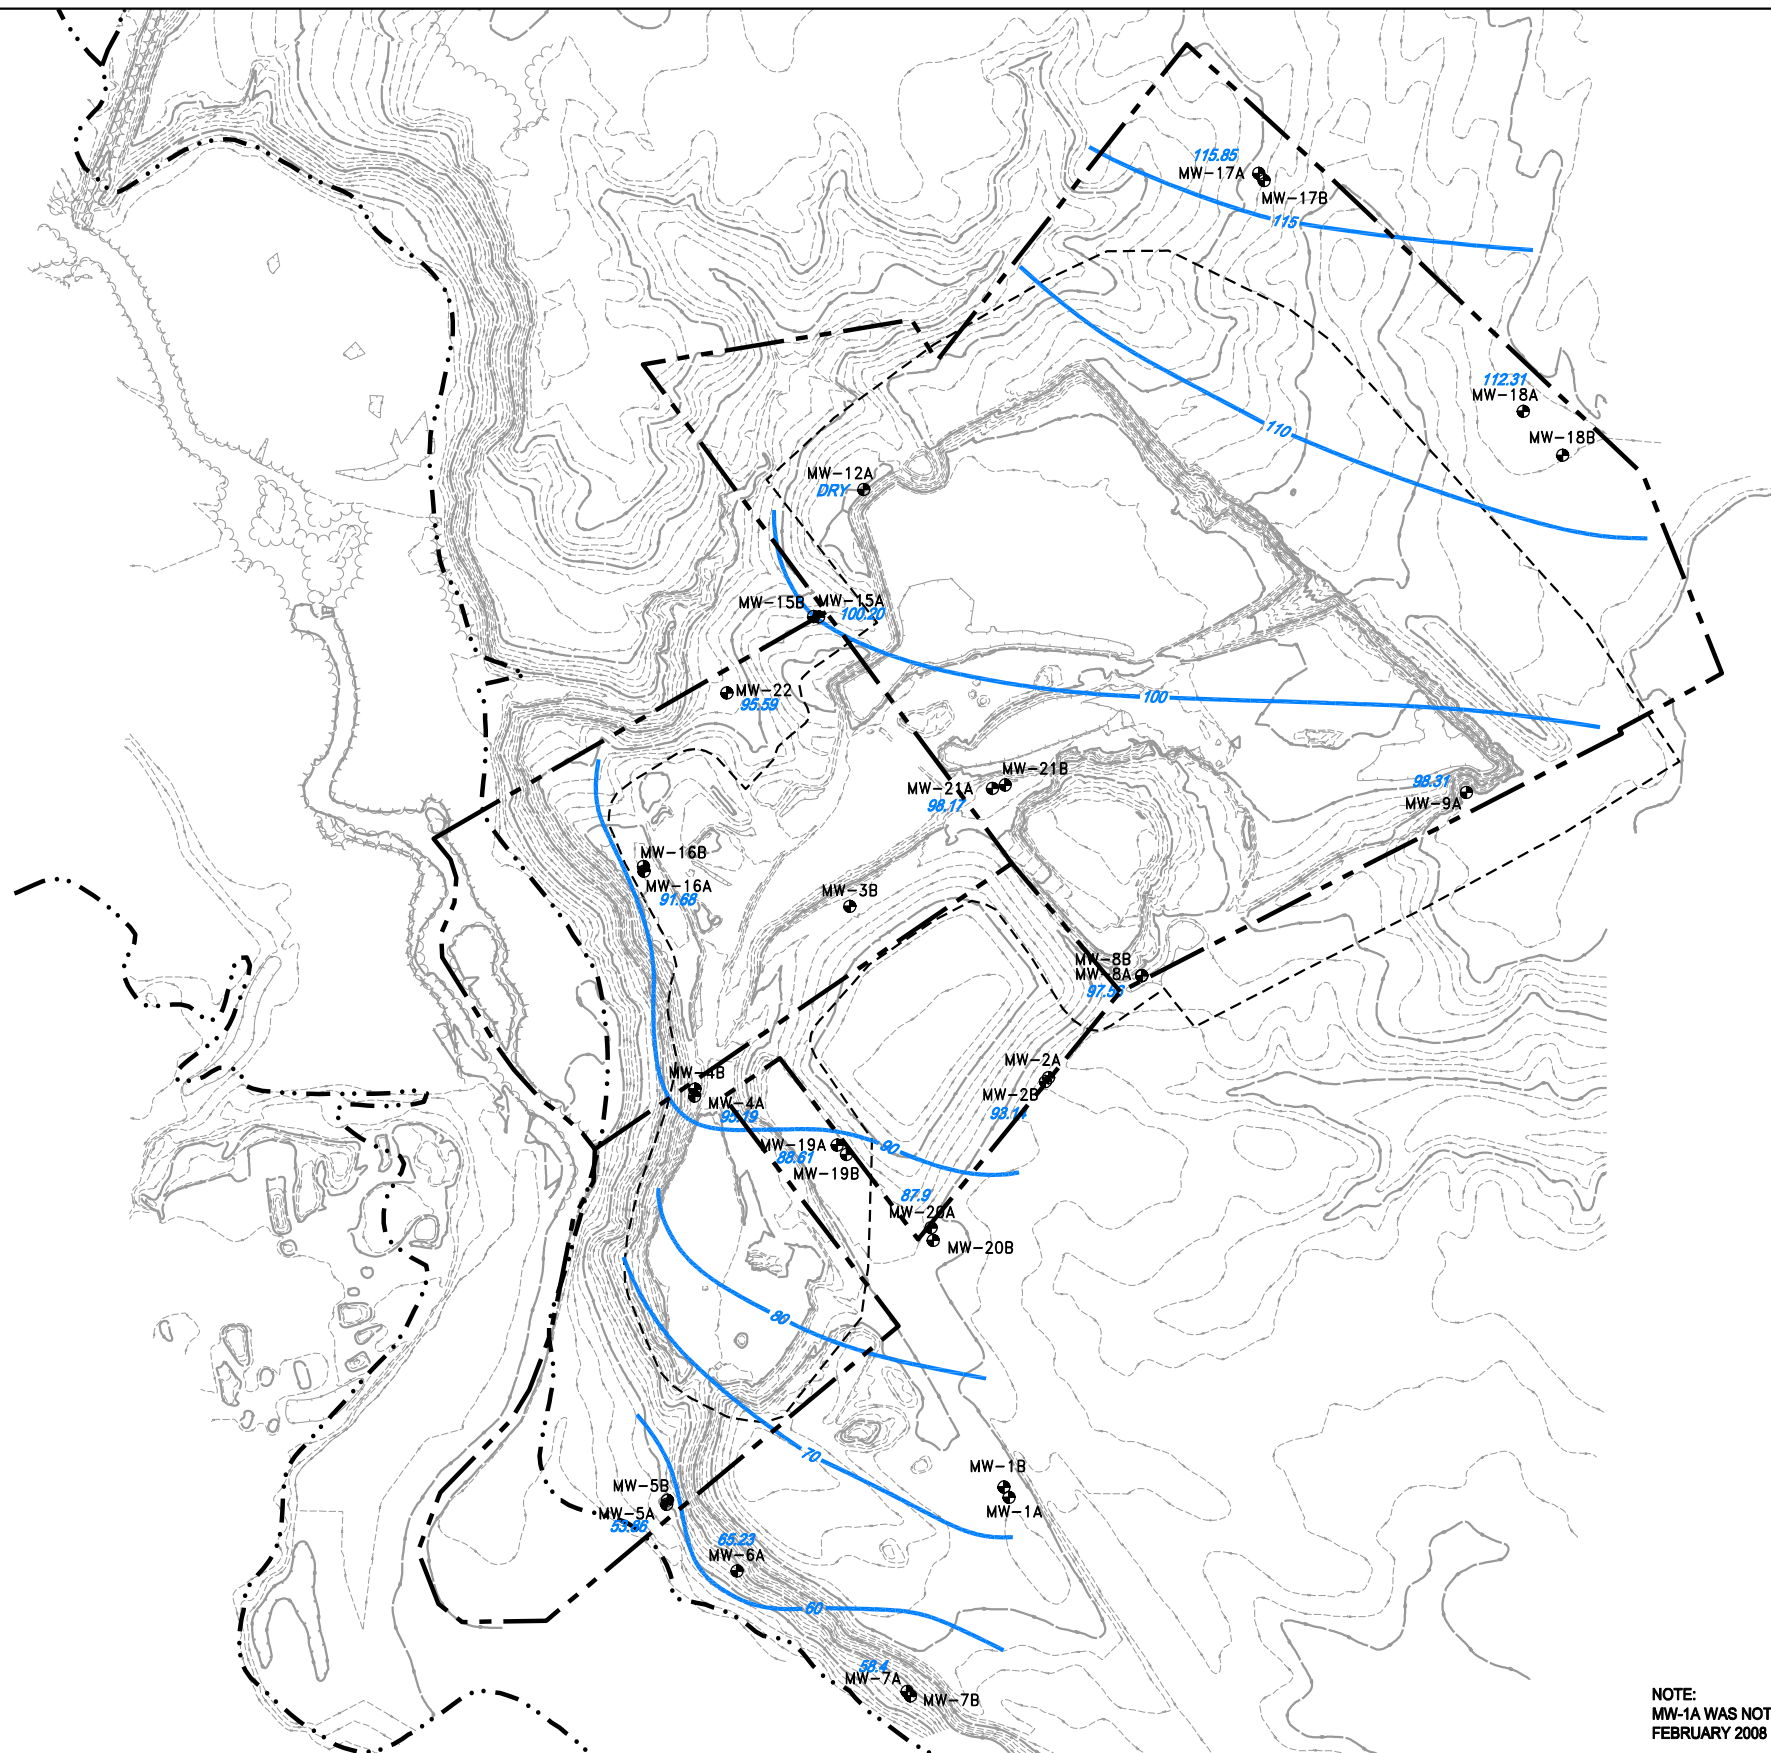 115.85
MW-17A
MW-17B
115
112.31
MW-18A
110
MW-18B
MW-12A
DRY
MW-15B
MW-15A
100.20
MW-22
95.59
100
MW-21B
MW-21A
98.17
98.31
MW-9A
MW-16B
MW-16A
91.68
MW-3B
MW-8B
MW-8A
97.56
MW-2A
MW-4B
MW-4A
95.19
MW-2B
93.14
MW-19A
88.61
90
MW-19B
87.9
MW-20A
MW-20B
80
70
MW-1B
MW-5B
MW-5A
53.86
MW-1A
65.23
MW-6A
60
58.4
MW-7A
MW-7B
NOTE:
MW-1A WAS NOT
FEBRUARY 2008